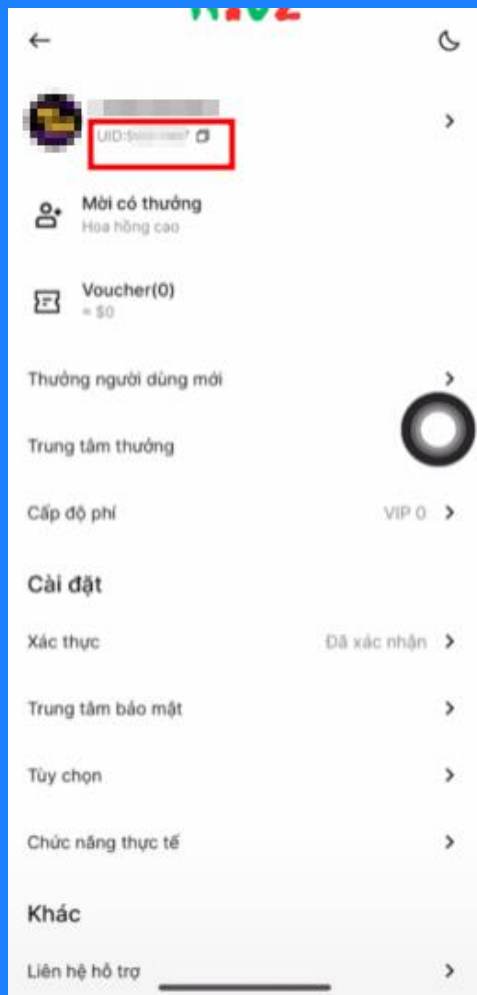 UID:
Mời có thưởng
Hoa hồng cao
Voucher(0)
≈ $0
Thưởng người dùng mới
Trung tâm thưởng
Cấp độ phí
VIP 0
Cài đặt
Xác thực
Đã xác nhận
Trung tâm bảo mật
Tùy chọn
Chức năng thực tế
Khác
Liên hệ hỗ trợ